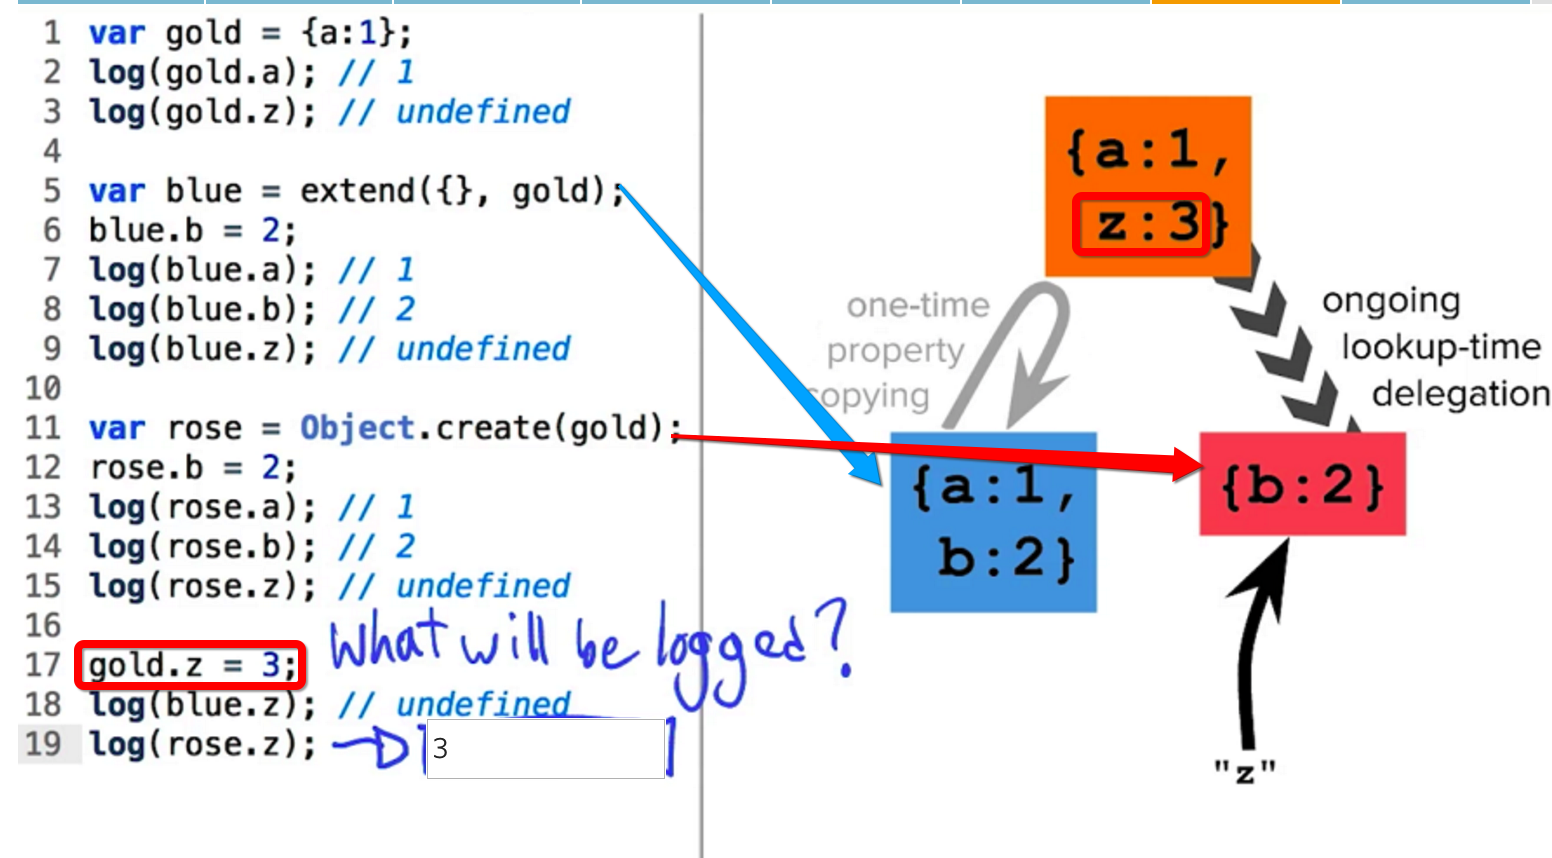 1 var gold = {a:1};
2 log(gold.a); // 1
3 log(gold.z); // undefined
4
5 var blue = extend({}, gold);
6 blue.b = 2;
7 log(blue.a); // 1
8 log(blue.b); // 2
9 log(blue.z); // undefined
10
11 var rose = Object.create(gold);
12 rose.b = 2;
13 log(rose.a); // 1
14 log(rose.b); // 2
15 log(rose.z); // undefined
16
What will be logged?
17 gold.z = 3;
18 log(blue.z); // undefined
19 log(rose.z);
3
{a:1,
z:3}
one-time
property
copying
ongoing
lookup-time
delegation
{a:1,
b:2}
{b:2}
"z"